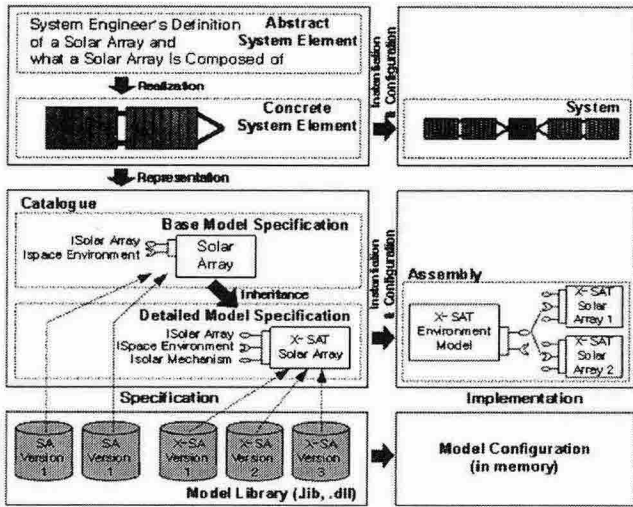 System Engineer's Definition
of a Solar Array and
what a Solar Array Is Composed of
Abstract
System Element
Realization
Concrete
System Element
Instantiation
& Configuration
System
Representation
Catalogue
Base Model Specification
ISolar Array
Ispace Environment
Solar
Array
Inheritance
Instantiation
& Configuration
Detailed Model Specification
ISolar Array
ISpace Environment
Isolar Mechanism
X-SAT
Solar Array
Assembly
X-SAT
Environment
Model
X-SAT
Solar
Array 1
X-SAT
Solar
Array 2
Specification
Implementation
SA
Version
1
SA
Version
1
X-SA
Version
1
X-SA
Version
2
X-SA
Version
3
Model Library (.lib, .dll)
Model Configuration
(in memory)